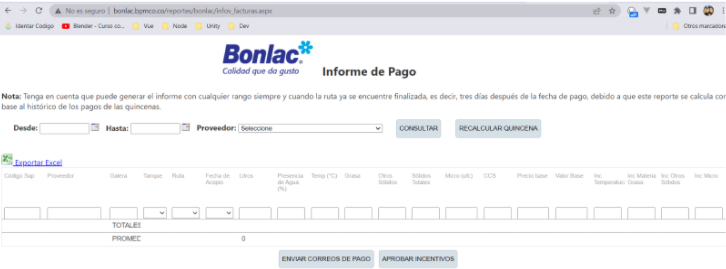 No es seguro | bonlac.bpmco.co/reportes/bonlac/infov_facturas.aspx
Identar Codigo Blender - Curso co... Vue Node Unity Dev Otros marcadore
Bonlac.
Calidad que da gusto
Informe de Pago
Nota: Tenga en cuenta que puede generar el informe con cualquier rango siempre y cuando la ruta ya se encuentre finalizada, es decir, tres días después de la fecha de pago, debido a que este reporte se calcula con
base al histórico de los pagos de las quincenas.
Desde: Hasta: Proveedor: Seleccione CONSULTAR RECALCULAR QUINCENA
Exportar Excel
Código Sap Proveedor Galera Tanque Ruta Fecha de Acopio Litros Presencia de Agua (%) Temp (°C) Grasa Otros Sólidos Sólidos Totales Micro (ufc) CCS Precio base Valor Base Inc Temperatura Inc Materia Grasa Inc Otros Sólidos Inc Micro
TOTALES
PROMEC 0
ENVIAR CORREOS DE PAGO APROBAR INCENTIVOS